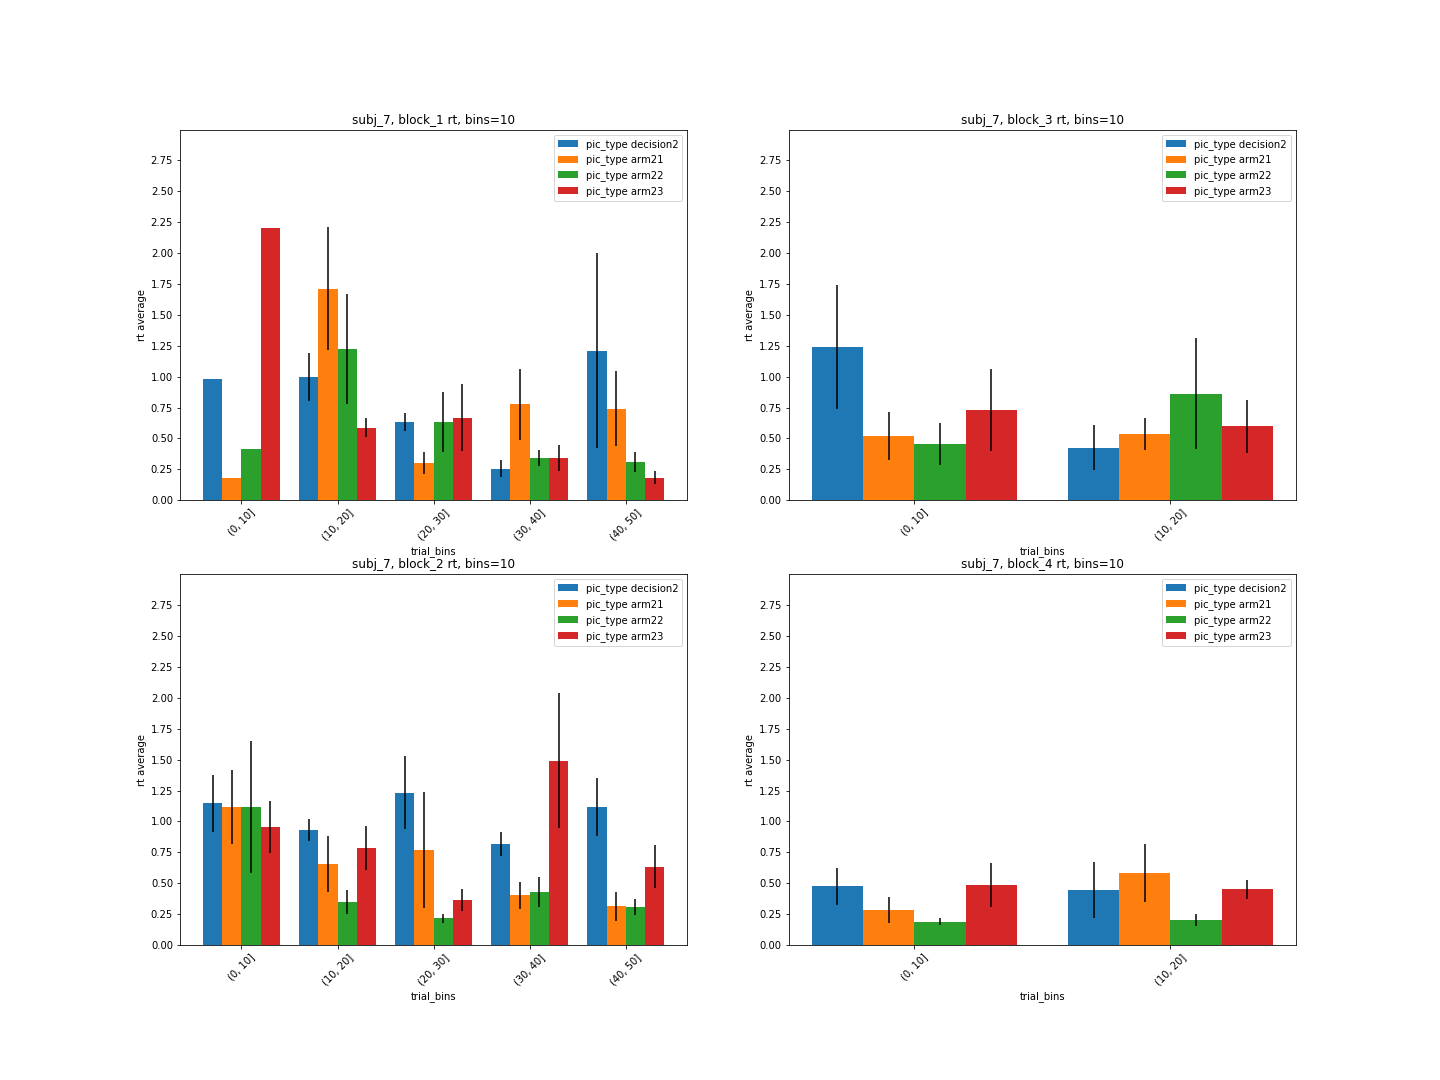 subj_7, block_1 rt, bins=10
pic_type decision2
pic_type arm21
pic_type arm22
pic_type arm23
2.75
2.50
2.25
2.00
1.75
1.50
1.25
1.00
0.75
0.50
0.25
0.00
rt average
(0, 10]
(10, 20]
(20, 30]
(30, 40]
(40, 50]
trial_bins
subj_7, block_3 rt, bins=10
pic_type decision2
pic_type arm21
pic_type arm22
pic_type arm23
2.75
2.50
2.25
2.00
1.75
1.50
1.25
1.00
0.75
0.50
0.25
0.00
rt average
(0, 10]
(10, 20]
trial_bins
subj_7, block_2 rt, bins=10
pic_type decision2
pic_type arm21
pic_type arm22
pic_type arm23
2.75
2.50
2.25
2.00
1.75
1.50
1.25
1.00
0.75
0.50
0.25
0.00
rt average
(0, 10]
(10, 20]
(20, 30]
(30, 40]
(40, 50]
trial_bins
subj_7, block_4 rt, bins=10
pic_type decision2
pic_type arm21
pic_type arm22
pic_type arm23
2.75
2.50
2.25
2.00
1.75
1.50
1.25
1.00
0.75
0.50
0.25
0.00
rt average
(0, 10]
(10, 20]
trial_bins